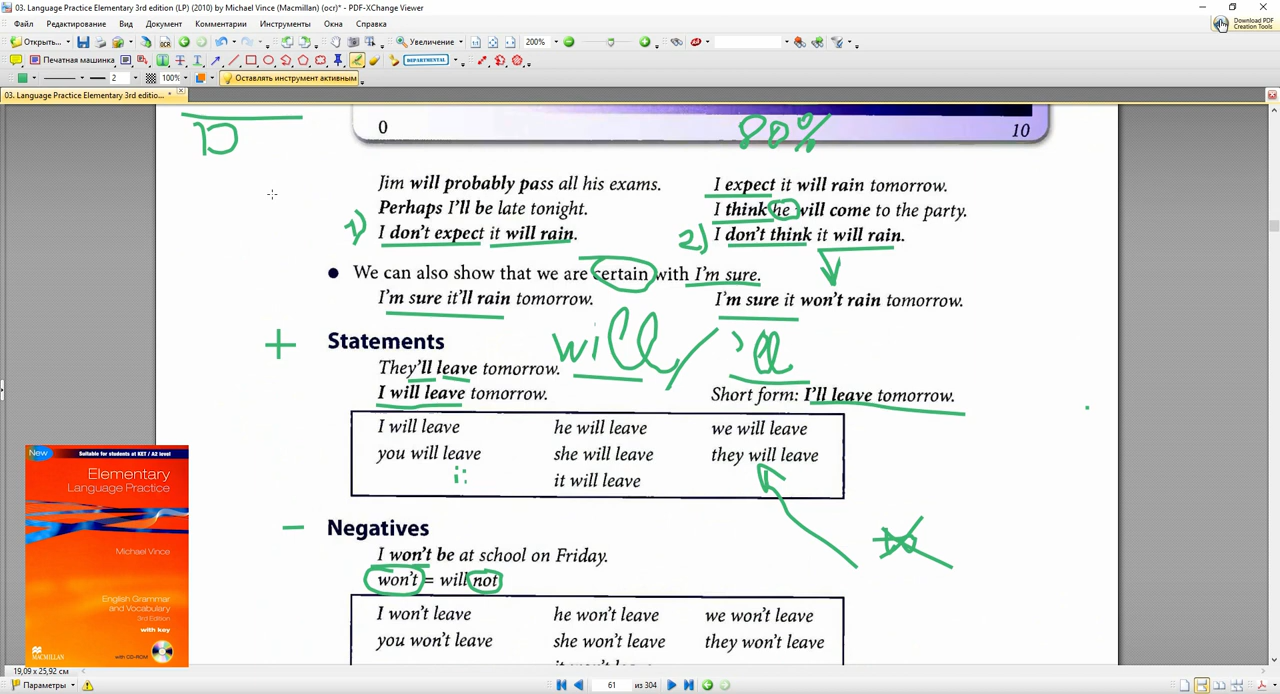 03. Language Practice Elementary 3rd edition (LP) (2010) by Michael Vince (Macmillan) (ocr)* - PDF-XChange Viewer
Файл Редактирование Вид Документ Комментарии Инструменты Окна Справка
Download PDF Creation Tools
Открыть... OCR Увеличение 200%
Печатная машинка DEPARTMENTAL
2 100% Оставлять инструмент активным
03. Language Practice Elementary 3rd editio... *
0 10
80%
Jim will probably pass all his exams. I expect it will rain tomorrow.
Perhaps I'll be late tonight. I think he will come to the party.
1) I don't expect it will rain. 2) I don't think it will rain.
● We can also show that we are certain with I'm sure.
I'm sure it'll rain tomorrow. I'm sure it won't rain tomorrow.
+ Statements will / 'll
They'll leave tomorrow.
I will leave tomorrow. Short form: I'll leave tomorrow.
I will leave he will leave we will leave
you will leave she will leave they will leave
i: it will leave
– Negatives
I won't be at school on Friday.
won't = will not
I won't leave he won't leave we won't leave
you won't leave she won't leave they won't leave
New Suitable for students at KET / A2 level
Elementary
Language Practice
Michael Vince
English Grammar
and Vocabulary
3rd Edition
with key
MACMILLAN with CD-ROM
19,09 x 25,92 см
Параметры 61 из 304